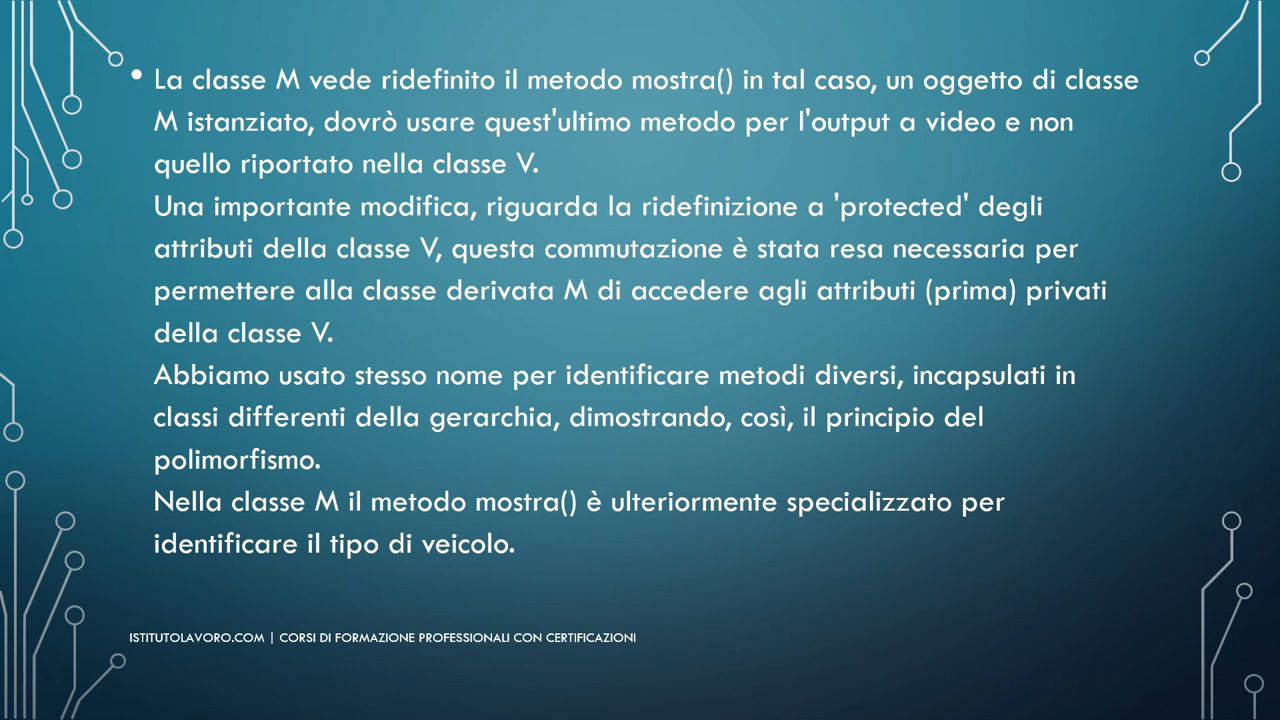 • La classe M vede ridefinito il metodo mostra() in tal caso, un oggetto di classe
M istanziato, dovrò usare quest'ultimo metodo per l'output a video e non
quello riportato nella classe V.
Una importante modifica, riguarda la ridefinizione a 'protected' degli
attributi della classe V, questa commutazione è stata resa necessaria per
permettere alla classe derivata M di accedere agli attributi (prima) privati
della classe V.
Abbiamo usato stesso nome per identificare metodi diversi, incapsulati in
classi differenti della gerarchia, dimostrando, così, il principio del
polimorfismo.
Nella classe M il metodo mostra() è ulteriormente specializzato per
identificare il tipo di veicolo.
ISTITUTOLAVORO.COM | CORSI DI FORMAZIONE PROFESSIONALI CON CERTIFICAZIONI